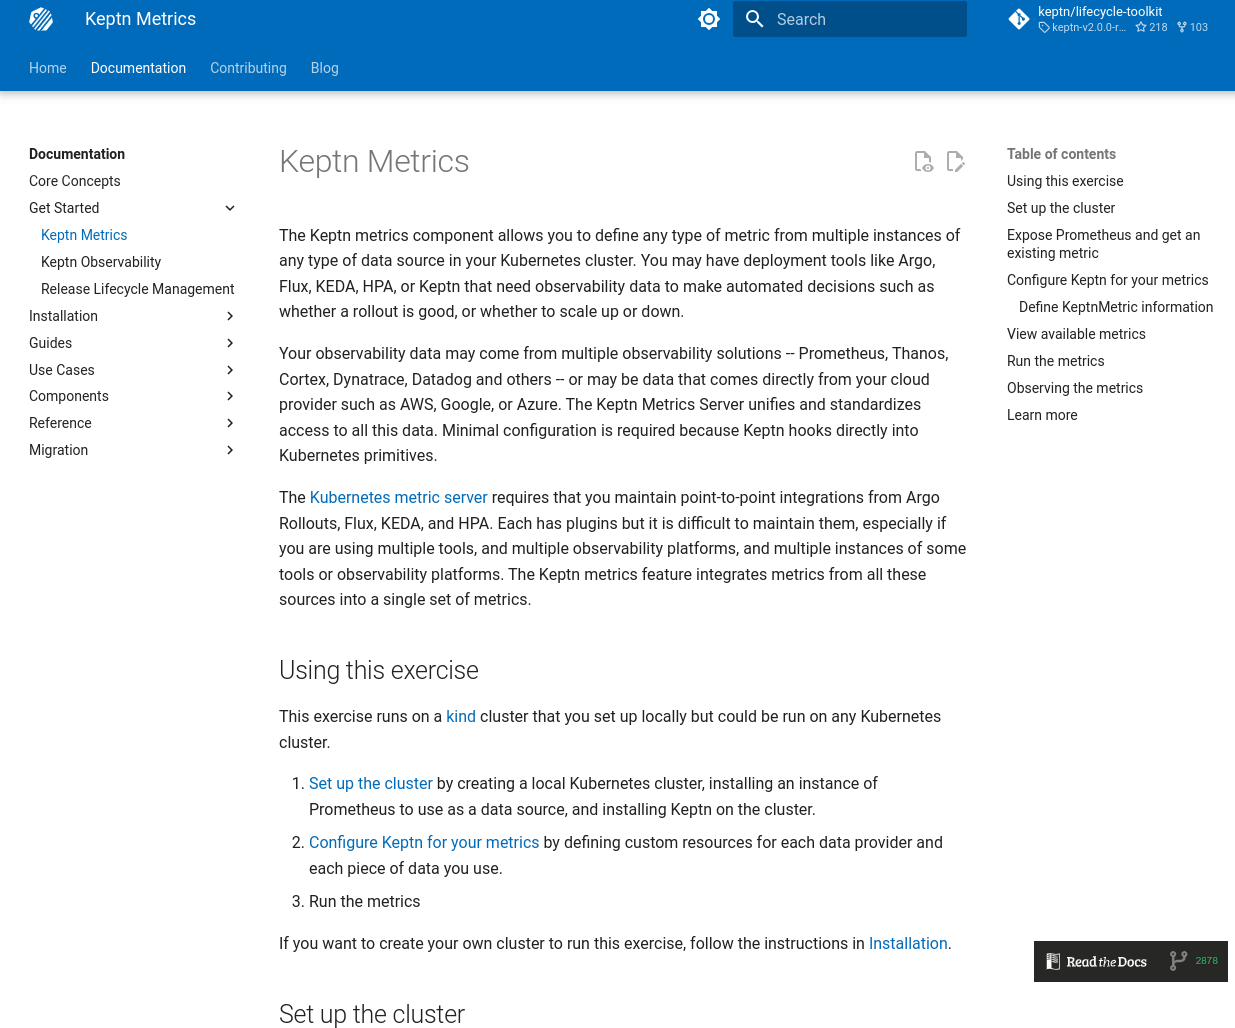 Keptn Metrics
Search
keptn/lifecycle-toolkit
keptn-v2.0.0-r... 218 103
Home Documentation Contributing Blog
Documentation
Core Concepts
Get Started
Keptn Metrics
Keptn Observability
Release Lifecycle Management
Installation
Guides
Use Cases
Components
Reference
Migration
Keptn Metrics
The Keptn metrics component allows you to define any type of metric from multiple instances of
any type of data source in your Kubernetes cluster. You may have deployment tools like Argo,
Flux, KEDA, HPA, or Keptn that need observability data to make automated decisions such as
whether a rollout is good, or whether to scale up or down.
Your observability data may come from multiple observability solutions -- Prometheus, Thanos,
Cortex, Dynatrace, Datadog and others -- or may be data that comes directly from your cloud
provider such as AWS, Google, or Azure. The Keptn Metrics Server unifies and standardizes
access to all this data. Minimal configuration is required because Keptn hooks directly into
Kubernetes primitives.
The Kubernetes metric server requires that you maintain point-to-point integrations from Argo
Rollouts, Flux, KEDA, and HPA. Each has plugins but it is difficult to maintain them, especially if
you are using multiple tools, and multiple observability platforms, and multiple instances of some
tools or observability platforms. The Keptn metrics feature integrates metrics from all these
sources into a single set of metrics.
Using this exercise
This exercise runs on a kind cluster that you set up locally but could be run on any Kubernetes
cluster.
1. Set up the cluster by creating a local Kubernetes cluster, installing an instance of
Prometheus to use as a data source, and installing Keptn on the cluster.
2. Configure Keptn for your metrics by defining custom resources for each data provider and
each piece of data you use.
3. Run the metrics
If you want to create your own cluster to run this exercise, follow the instructions in Installation.
Set up the cluster
Table of contents
Using this exercise
Set up the cluster
Expose Prometheus and get an
existing metric
Configure Keptn for your metrics
Define KeptnMetric information
View available metrics
Run the metrics
Observing the metrics
Learn more
Read the Docs 2878